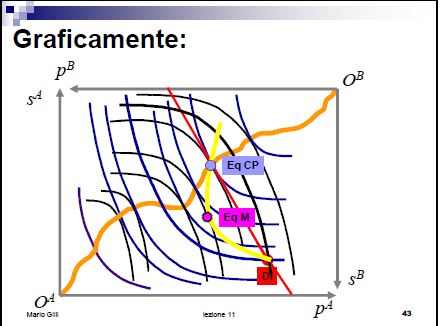 Graficamente:
p^B
O^B
s^A
Eq CP
Eq M
D
s^B
O^A
p^A
Mario Gilli
lezione 11
43